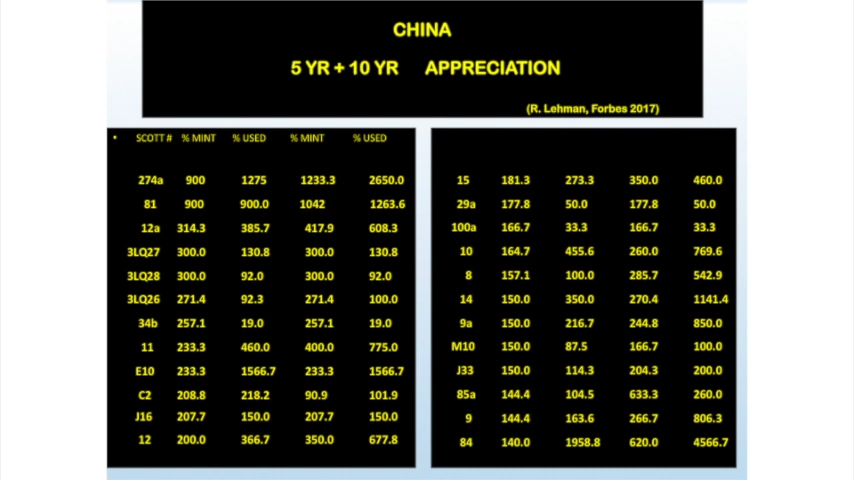 CHINA
5 YR + 10 YR APPRECIATION
(R. Lehman, Forbes 2017)
• SCOTT # % MINT % USED % MINT % USED
274a 900 1275 1233.3 2650.0
81 900 900.0 1042 1263.6
12a 314.3 385.7 417.9 608.3
3LQ27 300.0 130.8 300.0 130.8
3LQ28 300.0 92.0 300.0 92.0
3LQ26 271.4 92.3 271.4 100.0
34b 257.1 19.0 257.1 19.0
11 233.3 460.0 400.0 775.0
E10 233.3 1566.7 233.3 1566.7
C2 208.8 218.2 90.9 101.9
J16 207.7 150.0 207.7 150.0
12 200.0 366.7 350.0 677.8
15 181.3 273.3 350.0 460.0
29a 177.8 50.0 177.8 50.0
100a 166.7 33.3 166.7 33.3
10 164.7 455.6 260.0 769.6
8 157.1 100.0 285.7 542.9
14 150.0 350.0 270.4 1141.4
9a 150.0 216.7 244.8 850.0
M10 150.0 87.5 166.7 100.0
J33 150.0 114.3 204.3 200.0
85a 144.4 104.5 633.3 260.0
9 144.4 163.6 266.7 806.3
84 140.0 1958.8 620.0 4566.7